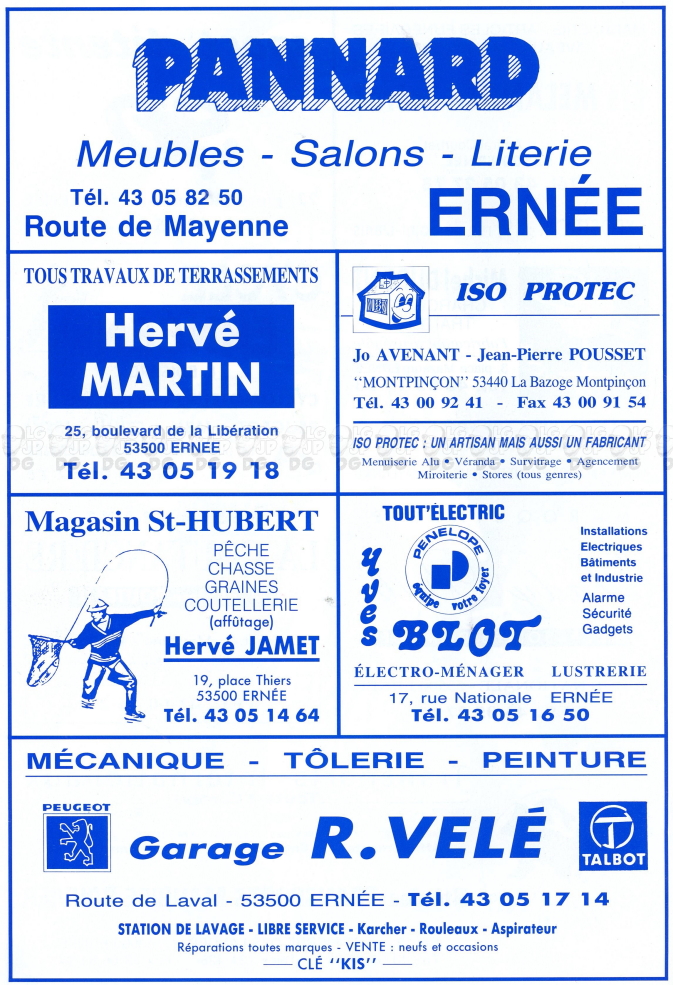 PANNARD
Meubles - Salons - Literie
Tél. 43 05 82 50
Route de Mayenne
ERNÉE
TOUS TRAVAUX DE TERRASSEMENTS
Hervé
MARTIN
25, boulevard de la Libération
53500 ERNEE
Tél. 43 05 19 18
ISO PROTEC
Jo AVENANT - Jean-Pierre POUSSET
‘‘MONTPINÇON’’ 53440 La Bazoge Montpinçon
Tél. 43 00 92 41 - Fax 43 00 91 54
ISO PROTEC : UN ARTISAN MAIS AUSSI UN FABRICANT
Menuiserie Alu • Véranda • Survitrage • Agencement
Miroiterie • Stores (tous genres)
Magasin St-HUBERT
PÊCHE
CHASSE
GRAINES
COUTELLERIE
(affûtage)
Hervé JAMET
19, place Thiers
53500 ERNÉE
Tél. 43 05 14 64
TOUT'ÉLECTRIC
PENELOPE
équipe votre foyer
Yves
BLOT
Installations
Electriques
Bâtiments
et Industrie
Alarme
Sécurité
Gadgets
ÉLECTRO-MÉNAGER LUSTRERIE
17, rue Nationale ERNÉE
Tél. 43 05 16 50
MÉCANIQUE - TÔLERIE - PEINTURE
PEUGEOT
Garage R. VELÉ
TALBOT
Route de Laval - 53500 ERNÉE - Tél. 43 05 17 14
STATION DE LAVAGE - LIBRE SERVICE - Karcher - Rouleaux - Aspirateur
Réparations toutes marques - VENTE : neufs et occasions
CLÉ ‘‘KIS’’